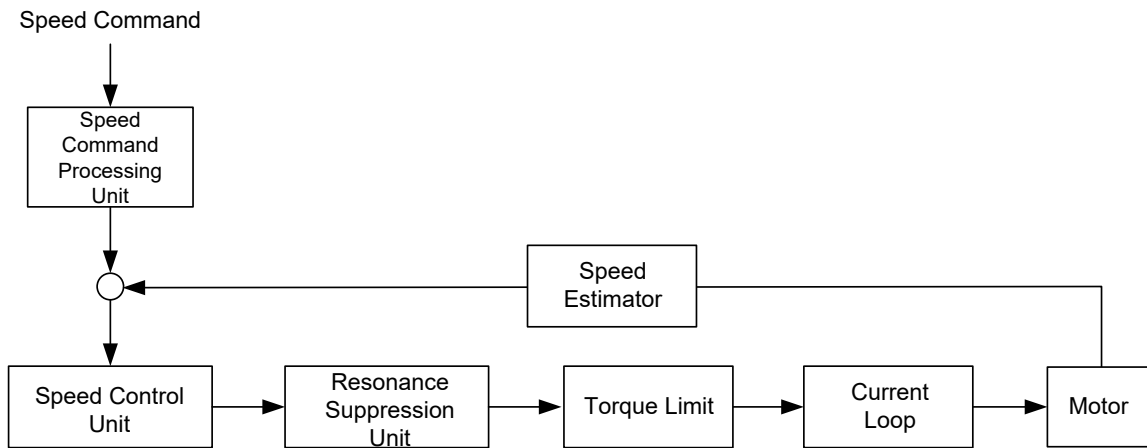 Speed Command
Speed
Command
Processing
Unit
Speed
Estimator
Speed Control
Unit
Resonance
Suppression
Unit
Torque Limit
Current
Loop
Motor